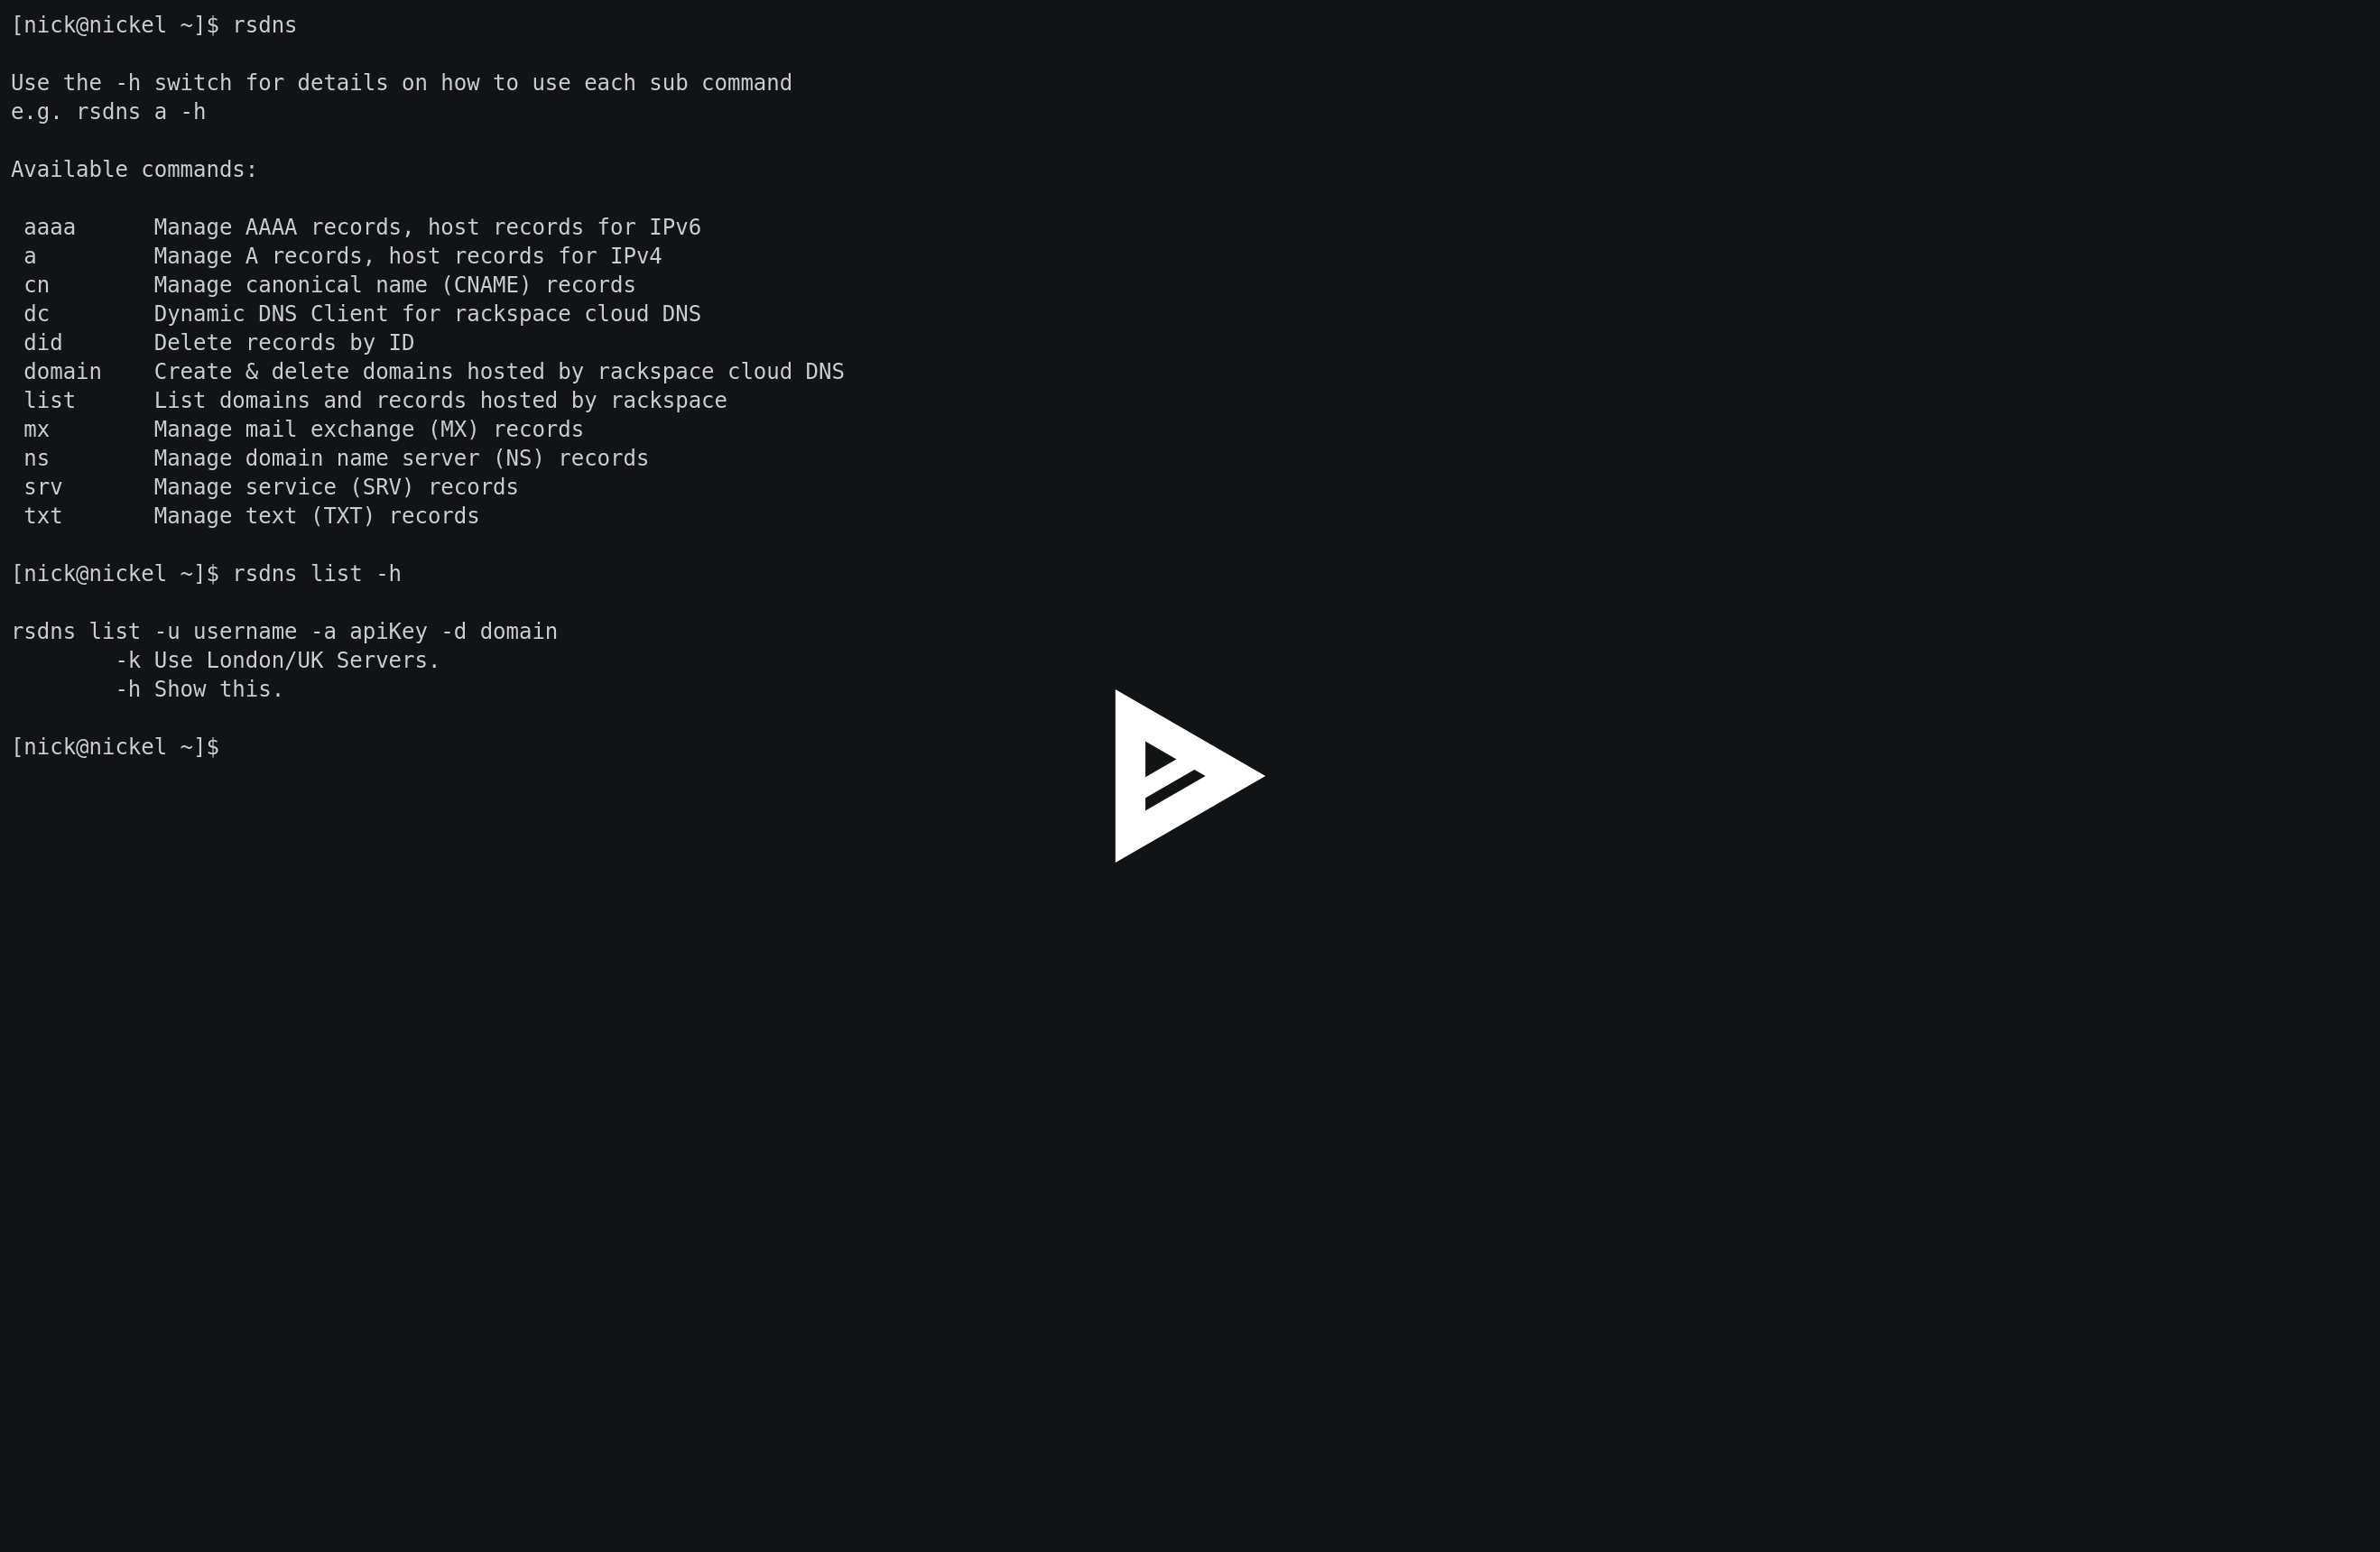 [nick@nickel ~]$ rsdns
Use the -h switch for details on how to use each sub command
e.g. rsdns a -h
Available commands:
 aaaa      Manage AAAA records, host records for IPv6
 a         Manage A records, host records for IPv4
 cn        Manage canonical name (CNAME) records
 dc        Dynamic DNS Client for rackspace cloud DNS
 did       Delete records by ID
 domain    Create & delete domains hosted by rackspace cloud DNS
 list      List domains and records hosted by rackspace
 mx        Manage mail exchange (MX) records
 ns        Manage domain name server (NS) records
 srv       Manage service (SRV) records
 txt       Manage text (TXT) records
[nick@nickel ~]$ rsdns list -h
rsdns list -u username -a apiKey -d domain
        -k Use London/UK Servers.
        -h Show this.
[nick@nickel ~]$